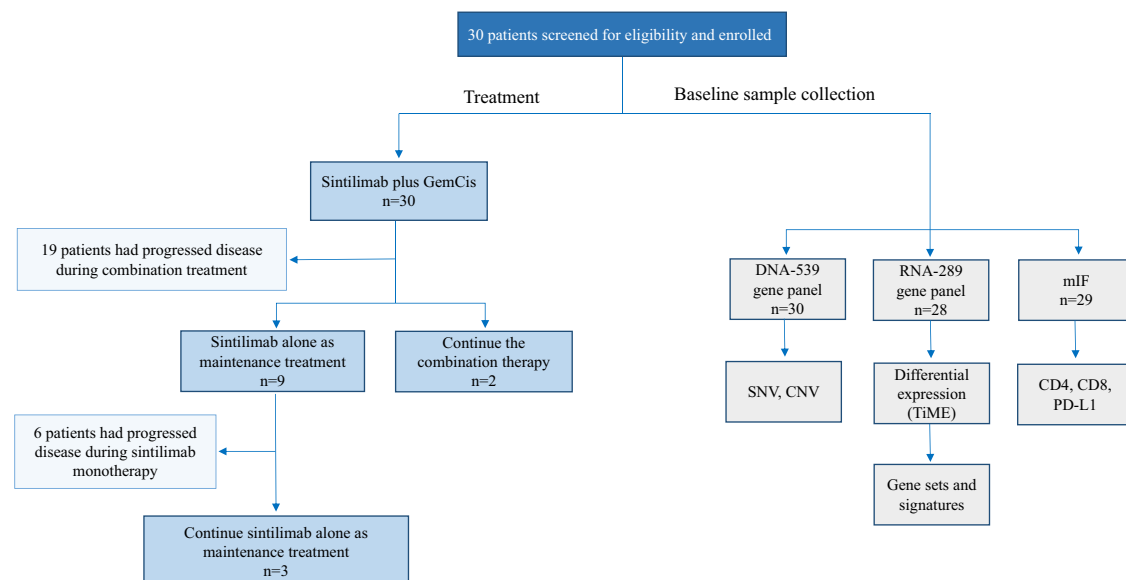 30 patients screened for eligibility and enrolled
Treatment
Baseline sample collection
Sintilimab plus GemCis
n=30
19 patients had progressed disease
during combination treatment
Sintilimab alone as
maintenance treatment
n=9
Continue the
combination therapy
n=2
6 patients had progressed
disease during sintilimab
monotherapy
Continue sintilimab alone as
maintenance treatment
n=3
DNA-539
gene panel
n=30
RNA-289
gene panel
n=28
mIF
n=29
SNV, CNV
Differential
expression
(TiME)
CD4, CD8,
PD-L1
Gene sets and
signatures